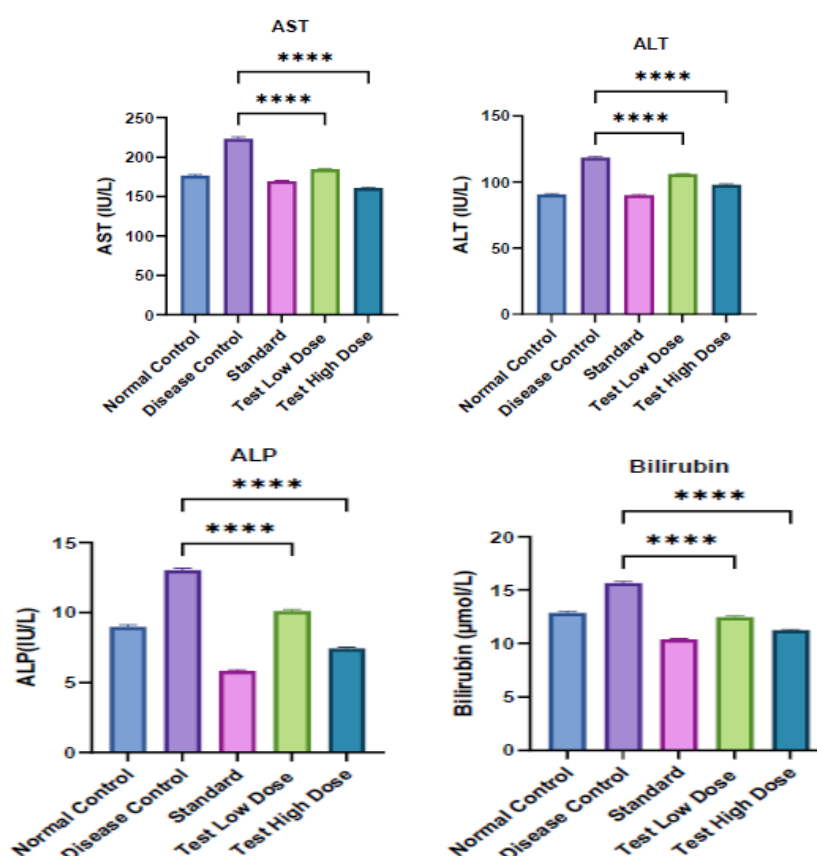 AST
****
****
AST (IU/L)
250
200
150
100
50
0
Normal Control
Disease Control
Standard
Test Low Dose
Test High Dose
ALT
****
****
ALT (IU/L)
150
100
50
0
Normal Control
Disease Control
Standard
Test Low Dose
Test High Dose
ALP
****
****
ALP(IU/L)
15
10
5
0
Normal Control
Disease Control
Standard
Test Low Dose
Test High Dose
Bilirubin
****
****
Bilirubin (µmol/L)
20
15
10
5
0
Normal Control
Disease Control
Standard
Test Low Dose
Test High Dose